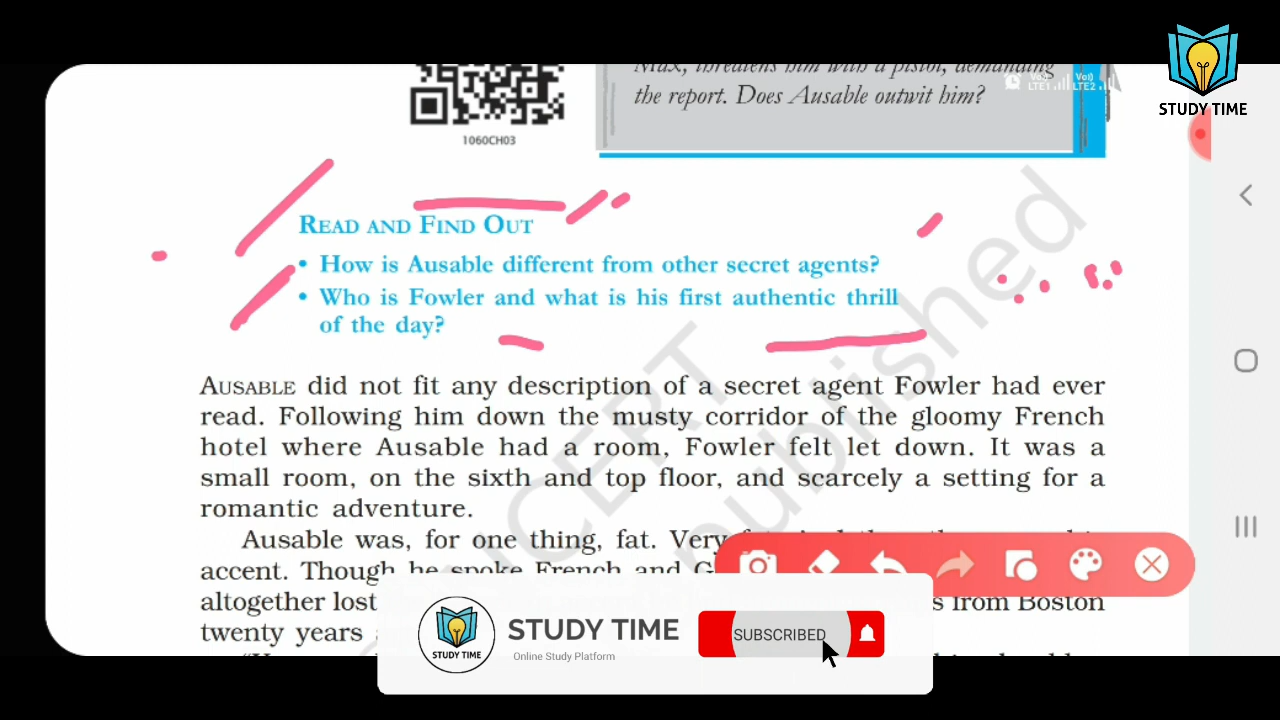 Max, threatens him with a pistol, demanding
the report. Does Ausable outwit him?
1060CH03
Vo) Vo)
LTE1 LTE2
STUDY TIME
READ AND FIND OUT
• How is Ausable different from other secret agents?
• Who is Fowler and what is his first authentic thrill
of the day?
AUSABLE did not fit any description of a secret agent Fowler had ever
read. Following him down the musty corridor of the gloomy French
hotel where Ausable had a room, Fowler felt let down. It was a
small room, on the sixth and top floor, and scarcely a setting for a
romantic adventure.
Ausable was, for one thing, fat. Very
accent. Though he spoke French and
altogether lost from Boston
twenty years
STUDY TIME
Online Study Platform
SUBSCRIBED
STUDY TIME
NCERT
published